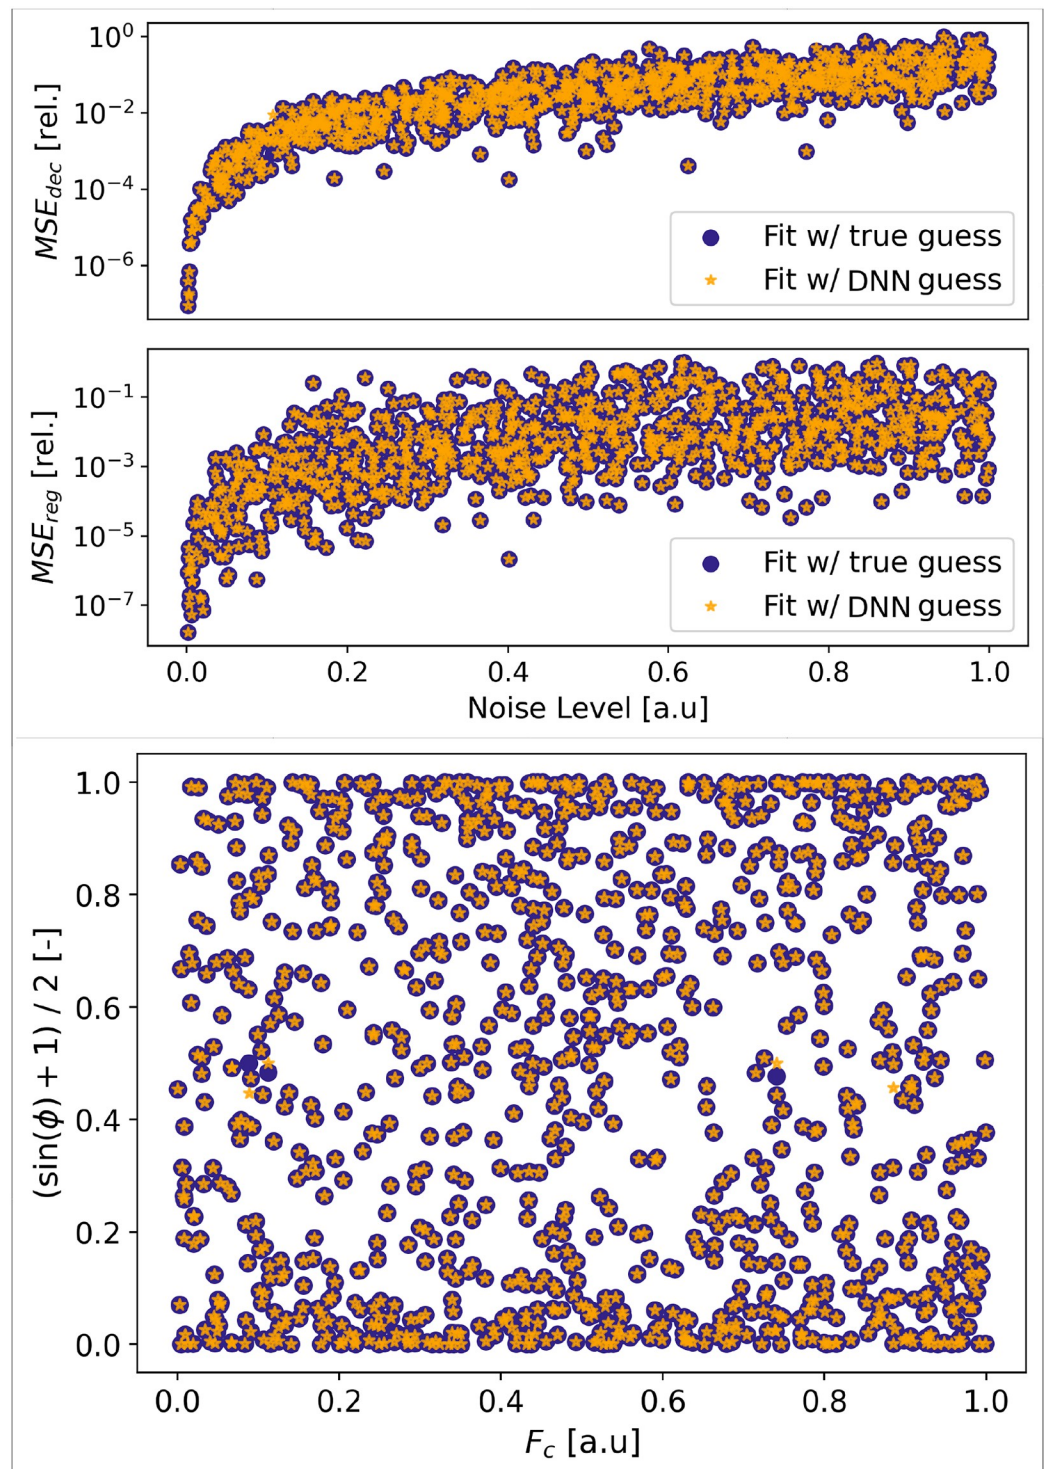 10⁰
10⁻²
10⁻⁴
10⁻⁶
MSE_dec [rel.]
Fit w/ true guess
Fit w/ DNN guess
10⁻¹
10⁻³
10⁻⁵
10⁻⁷
MSE_reg [rel.]
Fit w/ true guess
Fit w/ DNN guess
0.0 0.2 0.4 0.6 0.8 1.0
Noise Level [a.u]
1.0
0.8
0.6
0.4
0.2
0.0
(sin(ϕ) + 1) / 2 [-]
0.0 0.2 0.4 0.6 0.8 1.0
F_c [a.u]